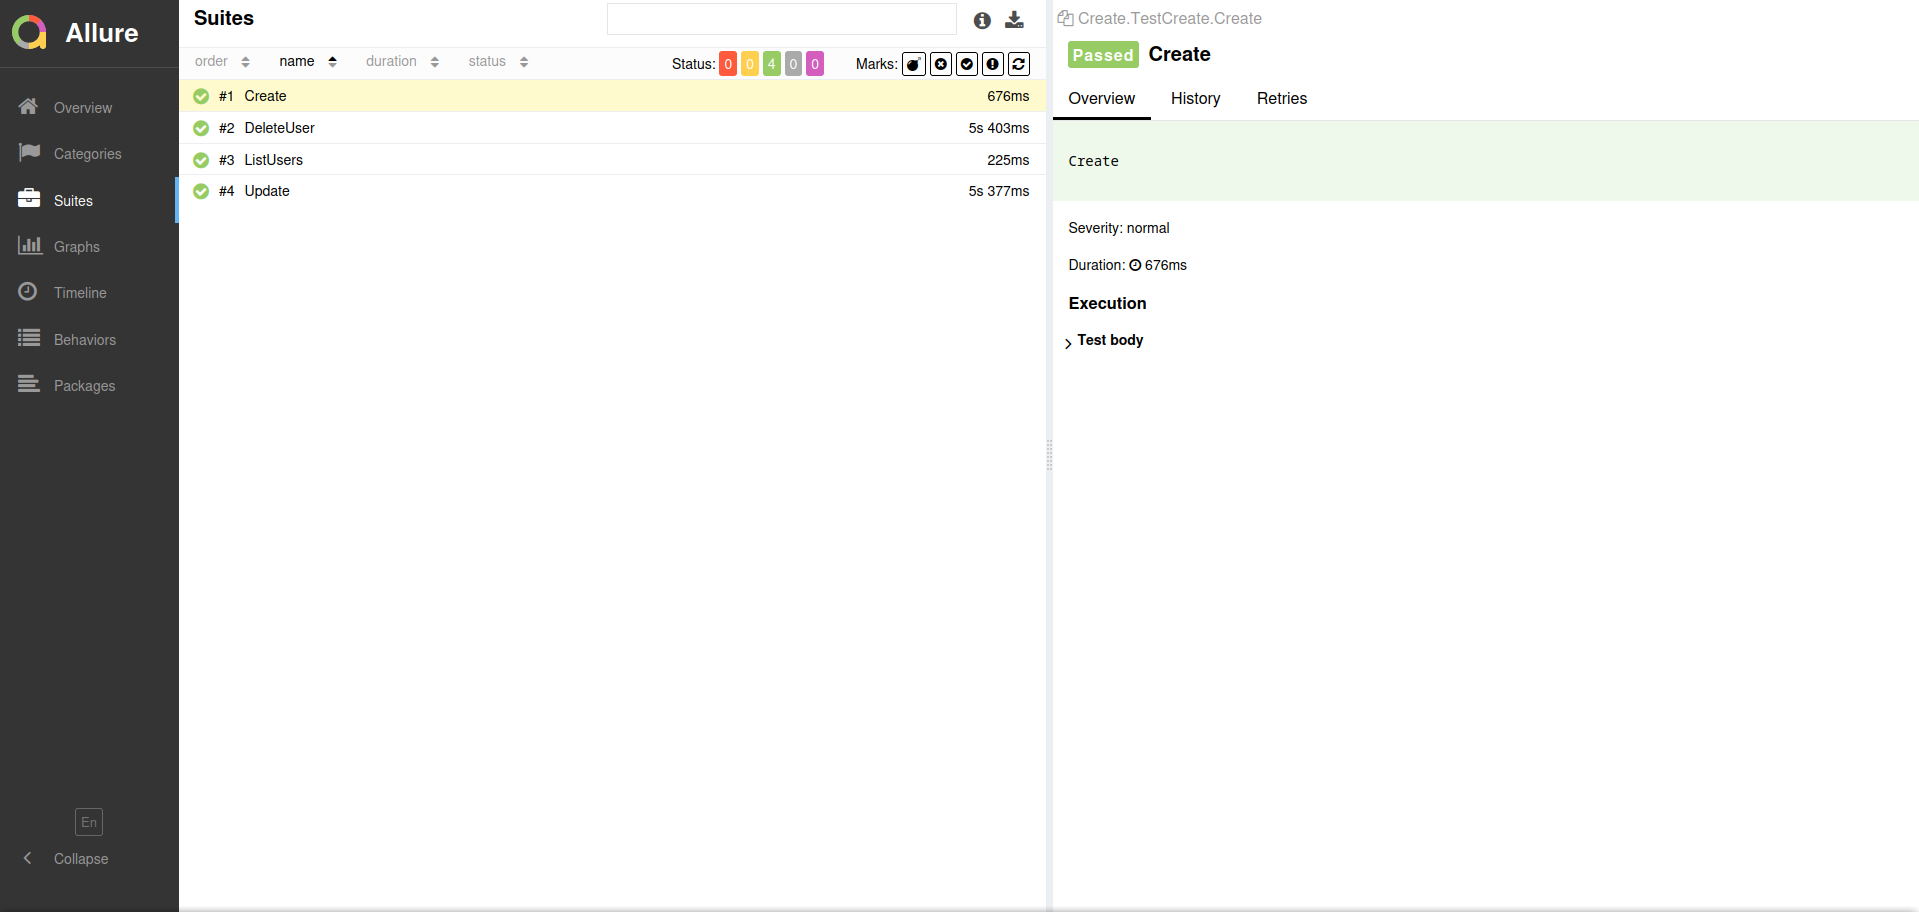 Allure
Overview
Categories
Suites
Graphs
Timeline
Behaviors
Packages
En
Collapse
Suites
order name duration status Status: 0 0 4 0 0 Marks:
#1 Create 676ms
#2 DeleteUser 5s 403ms
#3 ListUsers 225ms
#4 Update 5s 377ms
Create.TestCreate.Create
Passed Create
Overview History Retries
Create
Severity: normal
Duration: 676ms
Execution
Test body